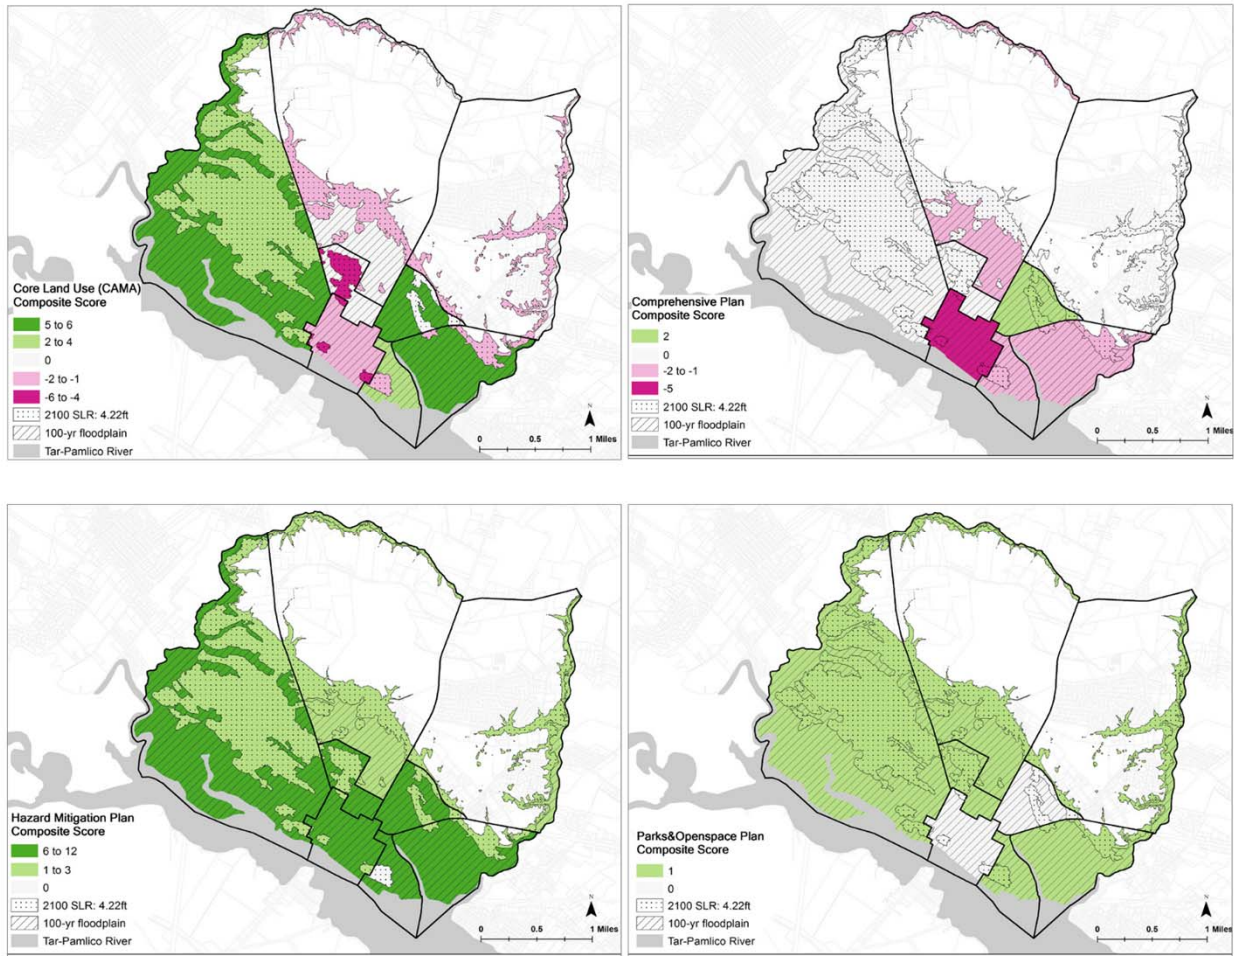 Core Land Use (CAMA)
Composite Score
5 to 6
2 to 4
0
-2 to -1
-6 to -4
2100 SLR: 4.22ft
100-yr floodplain
Tar-Pamlico River
N
0 0.5 1 Miles
Comprehensive Plan
Composite Score
2
0
-2 to -1
-5
2100 SLR: 4.22ft
100-yr floodplain
Tar-Pamlico River
N
0 0.5 1 Miles
Hazard Mitigation Plan
Composite Score
6 to 12
1 to 3
0
2100 SLR: 4.22ft
100-yr floodplain
Tar-Pamlico River
N
0 0.5 1 Miles
Parks&Openspace Plan
Composite Score
1
0
2100 SLR: 4.22ft
100-yr floodplain
Tar-Pamlico River
N
0 0.5 1 Miles